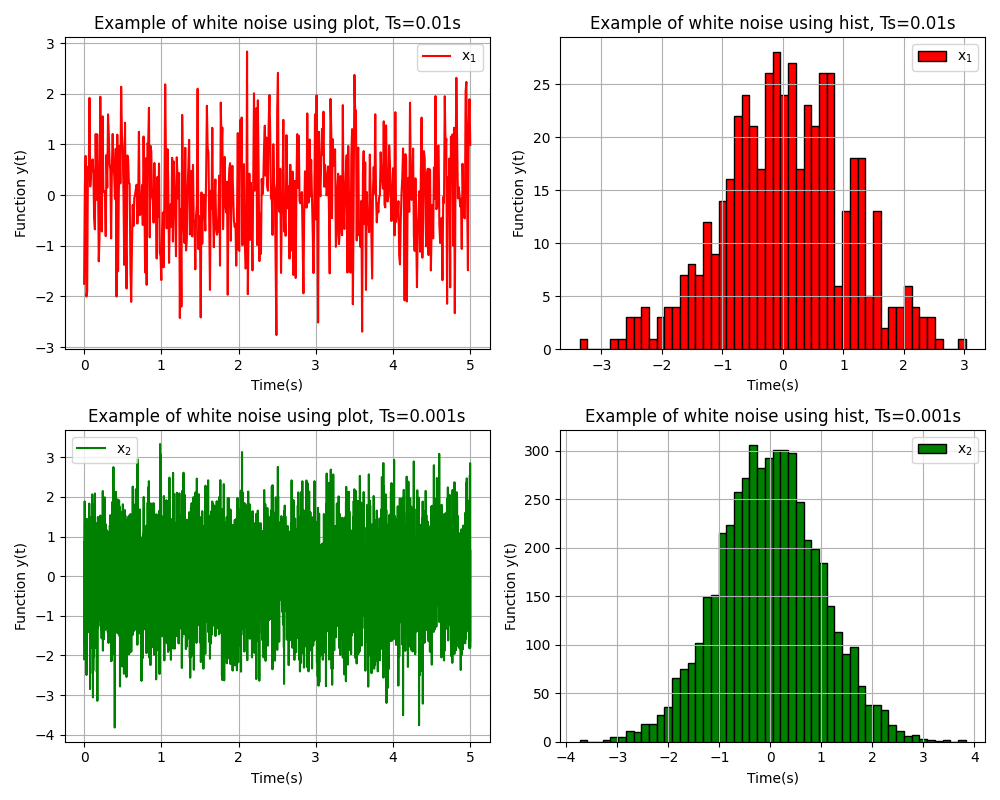 Example of white noise using plot, Ts=0.01s
Function y(t)
3
2
1
0
−1
−2
−3
x₁
0 1 2 3 4 5
Time(s)
Example of white noise using hist, Ts=0.01s
Function y(t)
25
20
15
10
5
0
x₁
−3 −2 −1 0 1 2 3
Time(s)
Example of white noise using plot, Ts=0.001s
Function y(t)
3
2
1
0
−1
−2
−3
−4
x₂
0 1 2 3 4 5
Time(s)
Example of white noise using hist, Ts=0.001s
Function y(t)
300
250
200
150
100
50
0
x₂
−4 −3 −2 −1 0 1 2 3 4
Time(s)